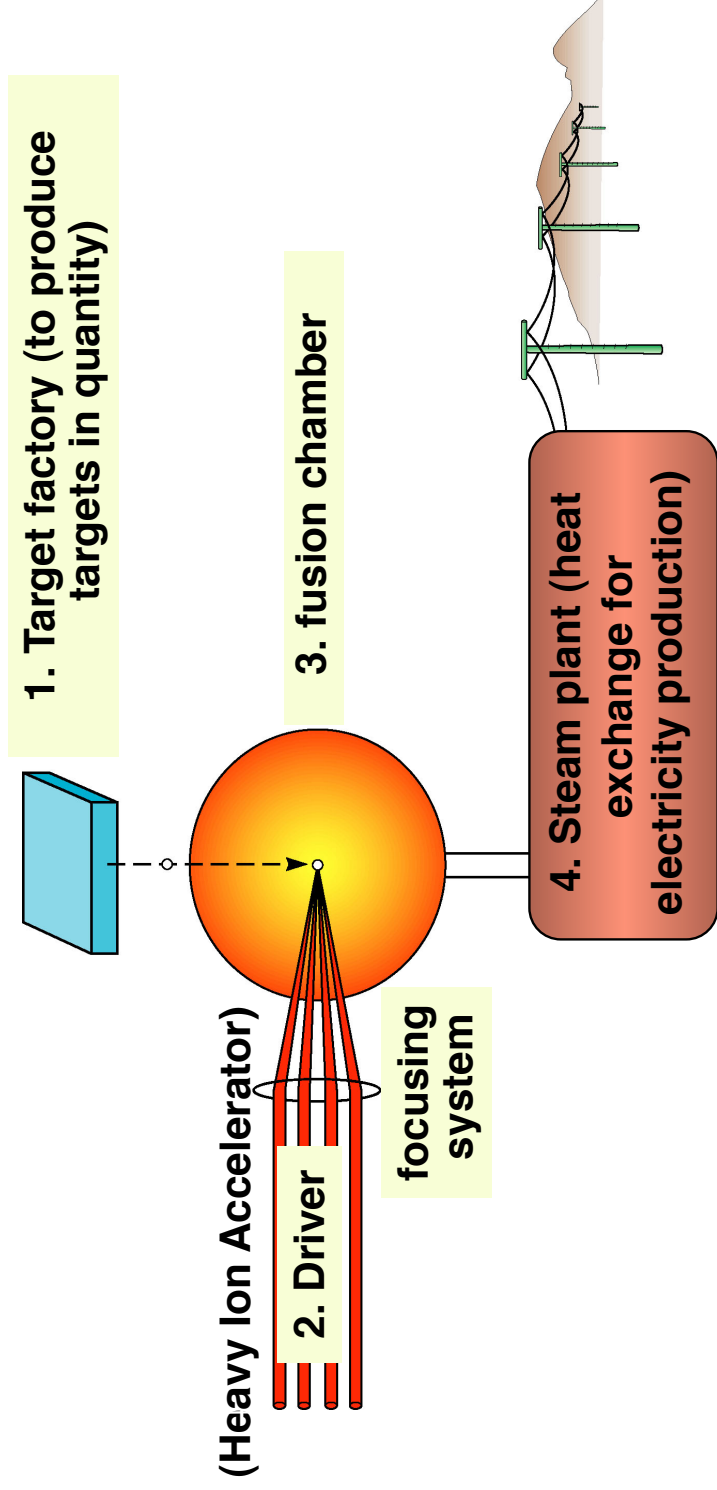 1. Target factory (to produce
targets in quantity)
(Heavy Ion Accelerator)
2. Driver
3. fusion chamber
focusing
system
4. Steam plant (heat
exchange for
electricity production)